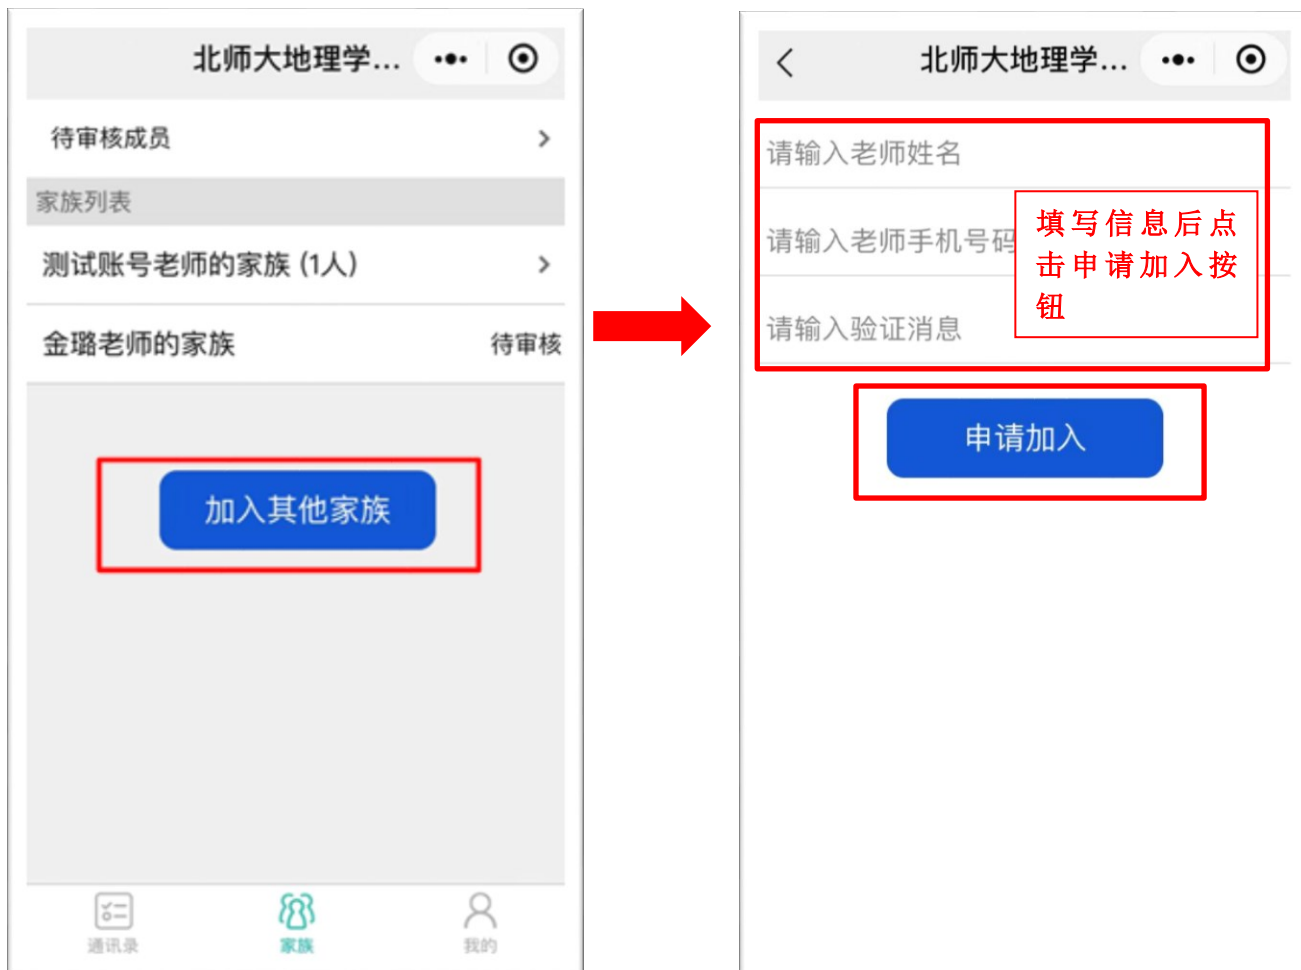 北师大地理学...
待审核成员
家族列表
测试账号老师的家族 (1人)
金璐老师的家族
待审核
加入其他家族
通讯录
家族
我的
北师大地理学...
请输入老师姓名
请输入老师手机号码
请输入验证消息
填写信息后点
击申请加入按
钮
申请加入